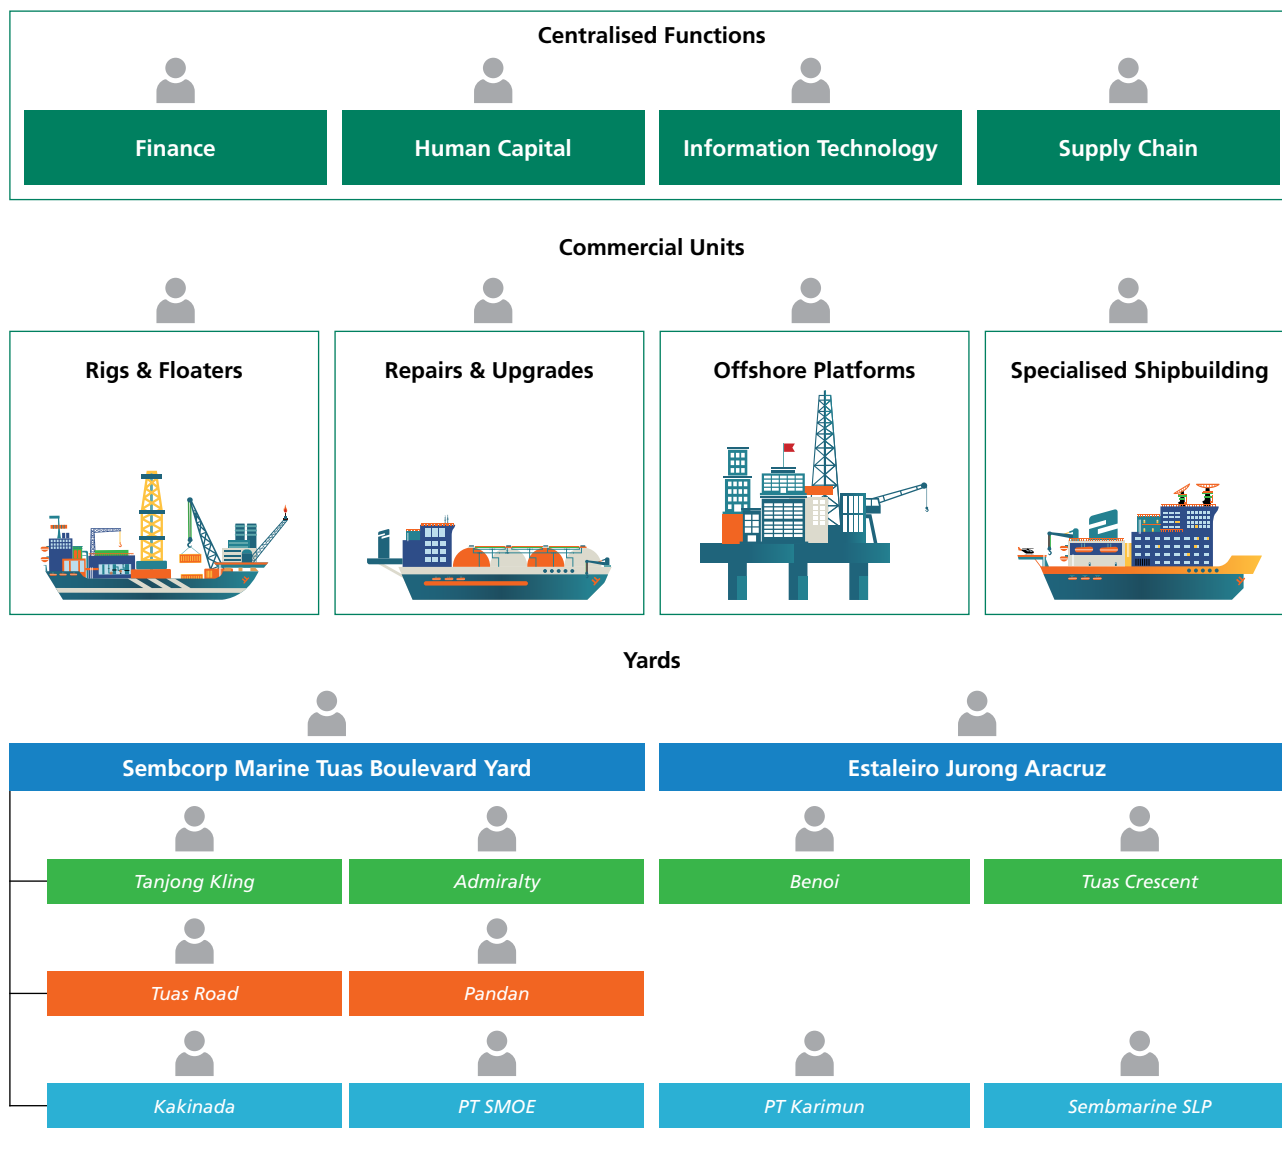 Centralised Functions
Finance
Human Capital
Information Technology
Supply Chain
Commercial Units
Rigs & Floaters
Repairs & Upgrades
Offshore Platforms
Specialised Shipbuilding
Yards
Sembcorp Marine Tuas Boulevard Yard
Estaleiro Jurong Aracruz
Tanjong Kling
Admiralty
Benoi
Tuas Crescent
Tuas Road
Pandan
Kakinada
PT SMOE
PT Karimun
Sembmarine SLP